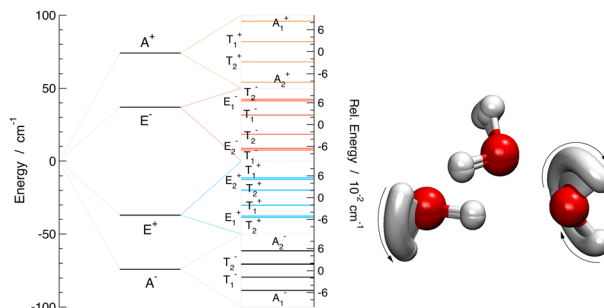 100
50
0
-50
-100
Energy / cm⁻¹
A⁺
E⁻
E⁺
A⁻
A₁⁺
T₁⁺
T₂⁺
A₂⁺
T₂⁻
E₁⁻
T₁⁻
E₂⁻
T₁⁻
T₁⁺
E₂⁺
T₂⁺
T₁⁺
E₁⁺
T₂⁺
A₂⁻
T₂⁻
T₁⁻
A₁⁻
6
0
-6
6
0
-6
6
0
-6
6
0
-6
Rel. Energy / 10⁻² cm⁻¹